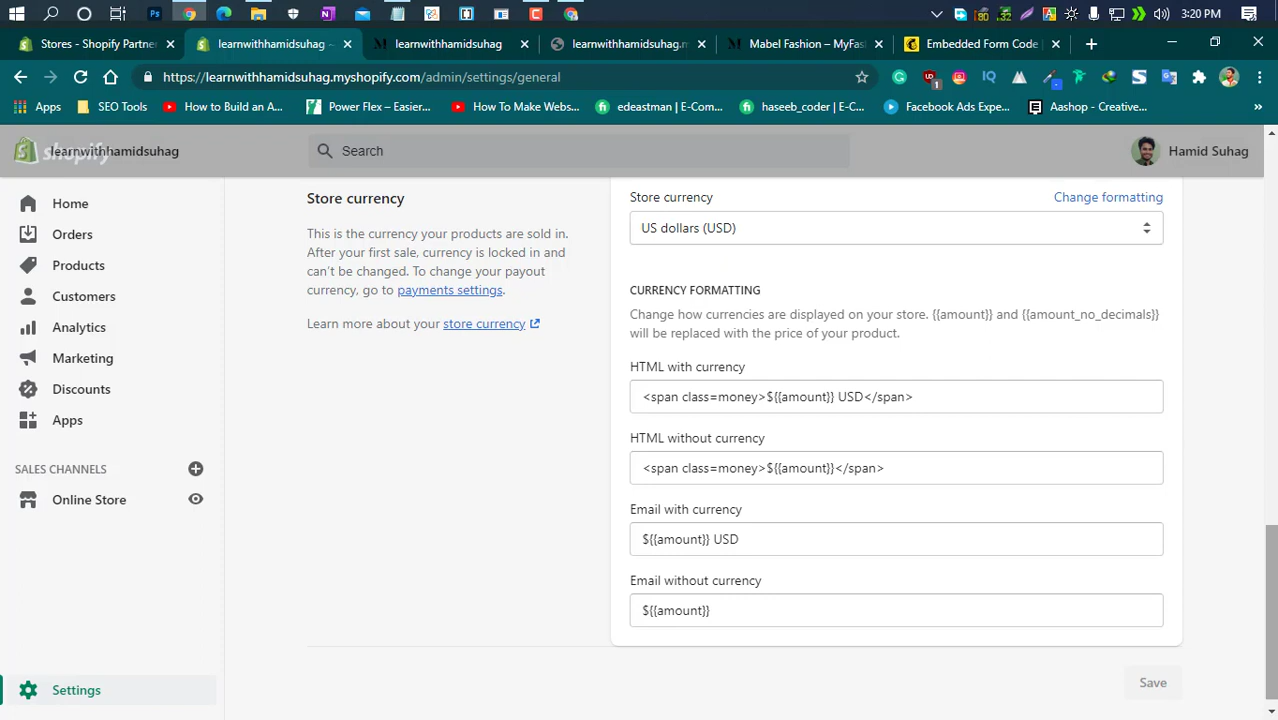 3:20 PM
Stores - Shopify Partner
learnwithhamidsuhag ~
learnwithhamidsuhag
learnwithhamidsuhag.m
Mabel Fashion – MyFas
Embedded Form Code |
https://learnwithhamidsuhag.myshopify.com/admin/settings/general
Apps
SEO Tools
How to Build an A...
Power Flex – Easier...
How To Make Webs...
edeastman | E-Com...
haseeb_coder | E-C...
Facebook Ads Expe...
Aashop - Creative...
shopify
learnwithhamidsuhag
Search
Hamid Suhag
Home
Orders
Products
Customers
Analytics
Marketing
Discounts
Apps
SALES CHANNELS
Online Store
Settings
Store currency
This is the currency your products are sold in.
After your first sale, currency is locked in and
can't be changed. To change your payout
currency, go to payments settings.
Learn more about your store currency
Store currency
Change formatting
US dollars (USD)
CURRENCY FORMATTING
Change how currencies are displayed on your store. {{amount}} and {{amount_no_decimals}}
will be replaced with the price of your product.
HTML with currency
<span class=money>${{amount}} USD</span>
HTML without currency
<span class=money>${{amount}}</span>
Email with currency
${{amount}} USD
Email without currency
${{amount}}
Save